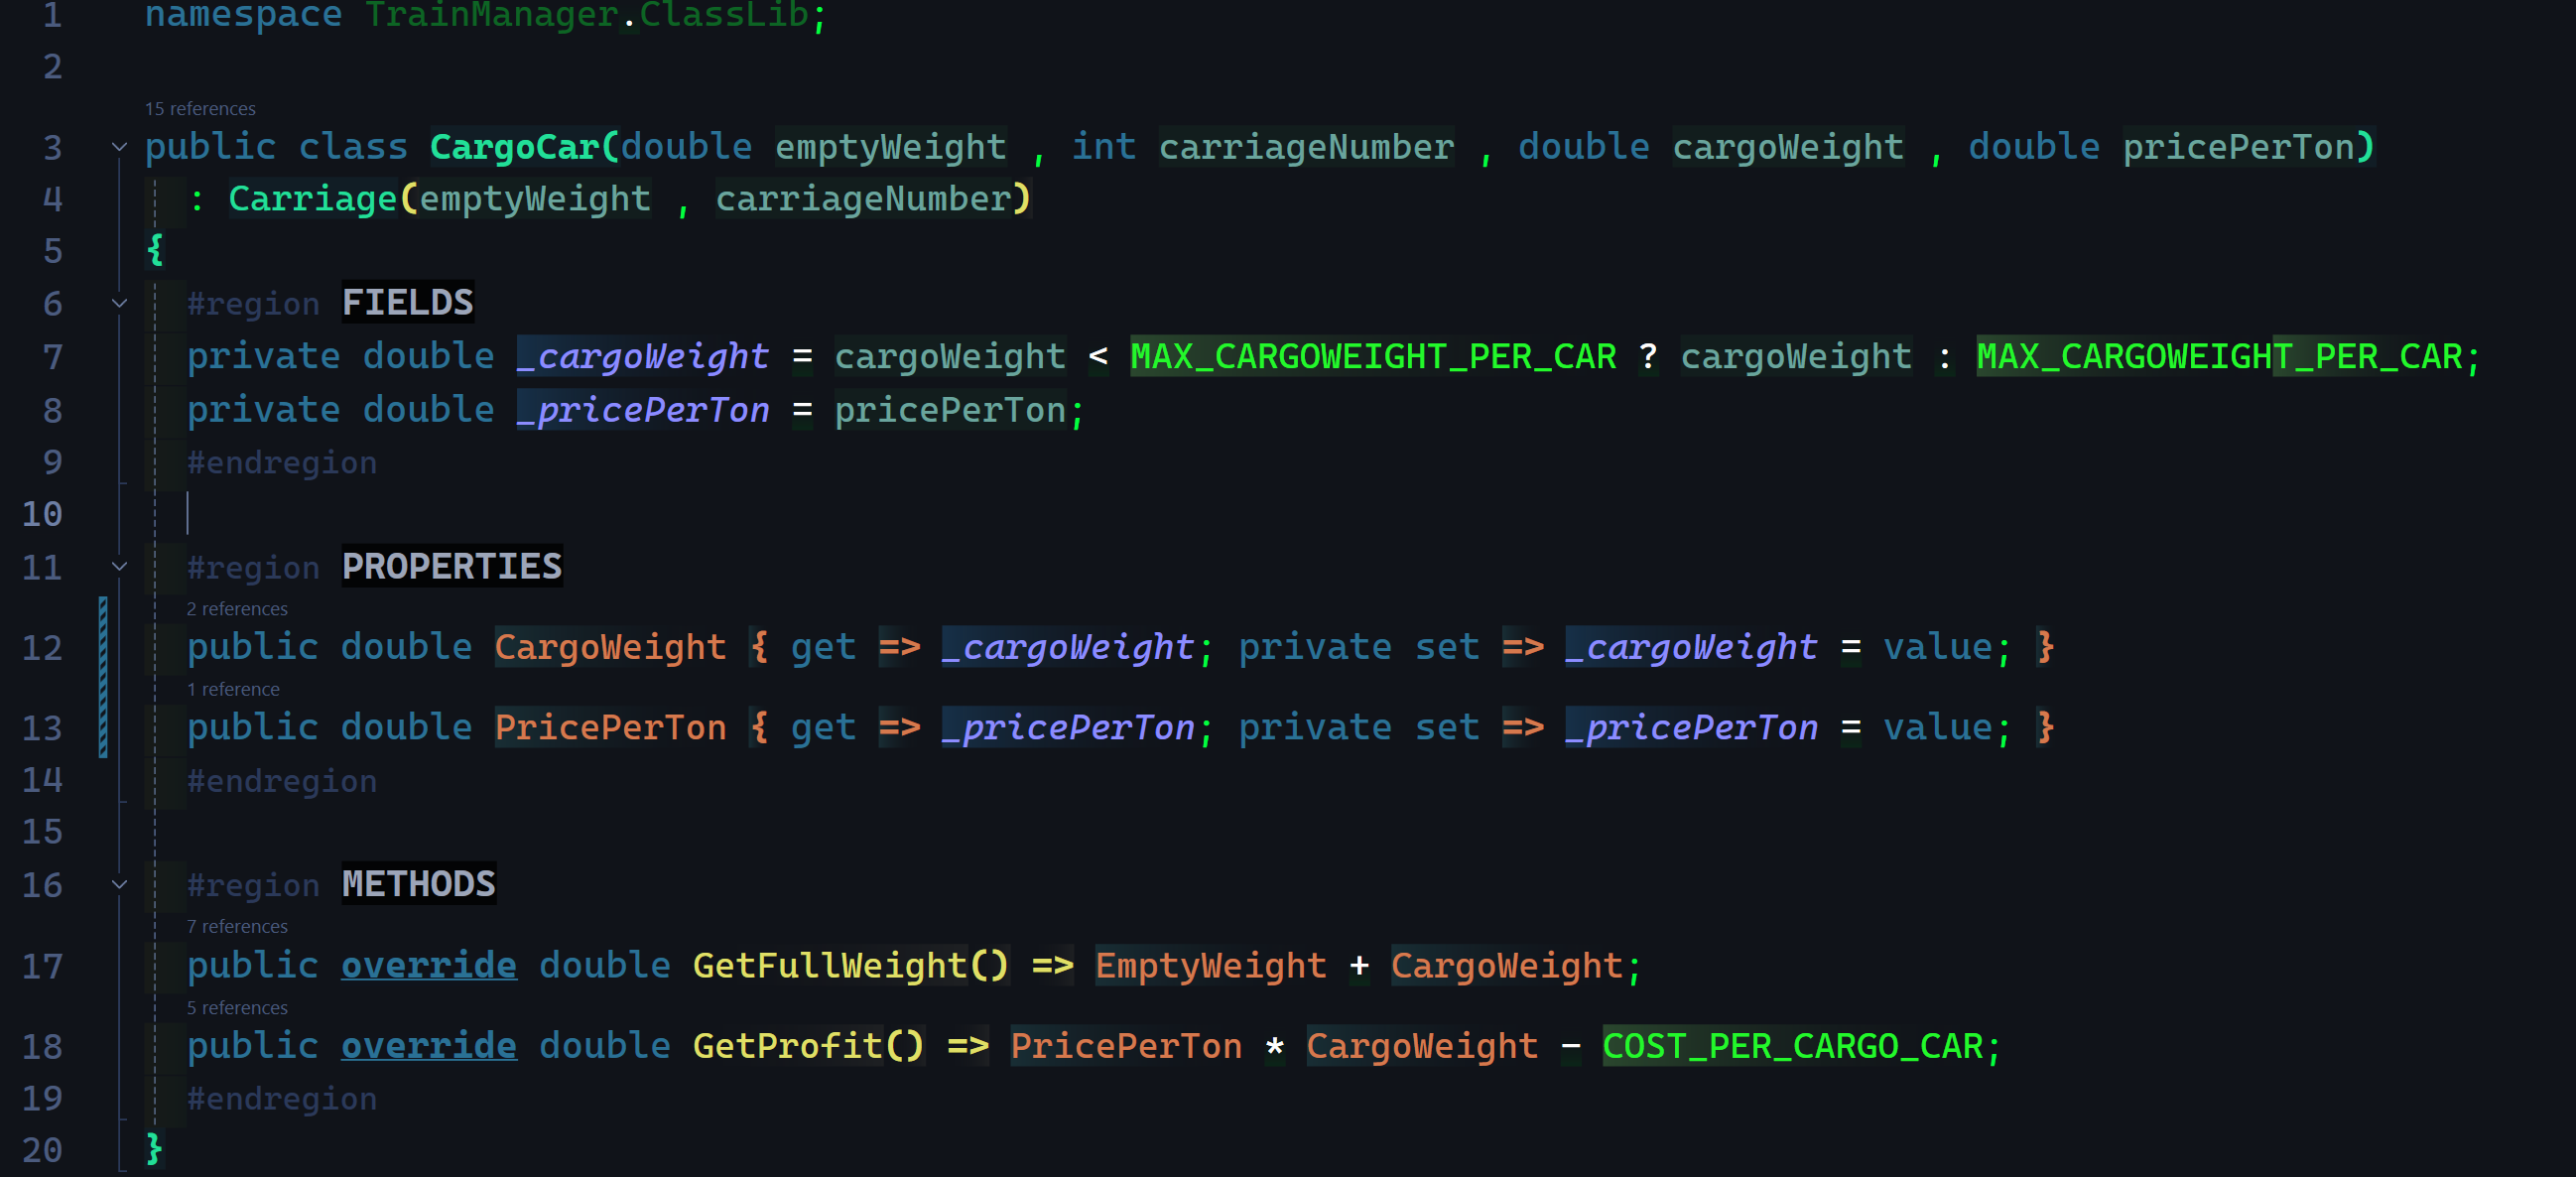 1 namespace TrainManager.ClassLib;
2
15 references
3 public class CargoCar(double emptyWeight , int carriageNumber , double cargoWeight , double pricePerTon)
4 : Carriage(emptyWeight , carriageNumber)
5 {
6 #region FIELDS
7 private double _cargoWeight = cargoWeight < MAX_CARGOWEIGHT_PER_CAR ? cargoWeight : MAX_CARGOWEIGHT_PER_CAR;
8 private double _pricePerTon = pricePerTon;
9 #endregion
10
11 #region PROPERTIES
2 references
12 public double CargoWeight { get => _cargoWeight; private set => _cargoWeight = value; }
1 reference
13 public double PricePerTon { get => _pricePerTon; private set => _pricePerTon = value; }
14 #endregion
15
16 #region METHODS
7 references
17 public override double GetFullWeight() => EmptyWeight + CargoWeight;
5 references
18 public override double GetProfit() => PricePerTon * CargoWeight - COST_PER_CARGO_CAR;
19 #endregion
20 }